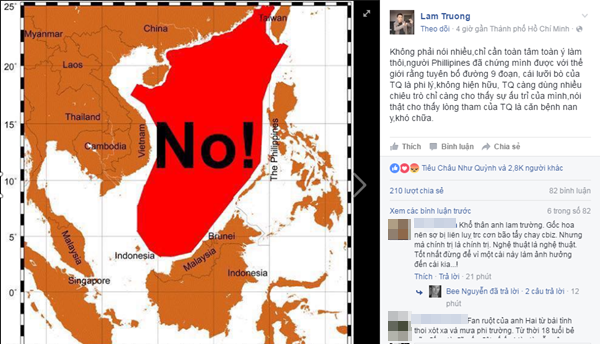 25°
20°
15°
10°
5°
0°
Myanmar
China
Taiwan
Laos
Thailand
Cambodia
Vietnam
No!
The Philippines
Malaysia
Singapore
Indonesia
Brunei
Malaysia
Indonesia
Lam Truong
Theo dõi · 4 giờ gần Thành phố Hồ Chí Minh
Không phải nói nhiều,chỉ cần toàn tâm toàn ý làm
thôi,người Phillipines đã chứng minh được với thế
giới rằng tuyên bố đường 9 đoạn, cái lưỡi bò của
TQ là phi lý,không hiện hữu, TQ càng dừng nhiều
chiêu trò chỉ càng cho thấy sự ấu trĩ của mình,nói
thật cho thấy lòng tham của TQ là căn bệnh nan
y,khó chữa.
Thích Bình luận Chia sẻ
Tiêu Châu Như Quỳnh và 2,8K người khác
210 lượt chia sẻ 82 bình luận
Xem các bình luận trước 6 trong số 82
Khổ thân anh lam trường. Gốc hoa
nên sợ bị liên luỵ, trc con bão tẩy chay cbiz. Nhưng
mà chính trị là chính trị. Nghệ thuật là nghệ thuật.
Tốt nhất đừng để vì một cái này làm ảnh hưởng
đến cái kia...!
Thích · Trả lời · 21 phút
Bee Nguyễn đã trả lời · 2 câu trả lời · 12
phút
Fan ruột của anh Hai từ bài tình
thoi xót xa và mưa phi trường. Từ 18 tuổi bê